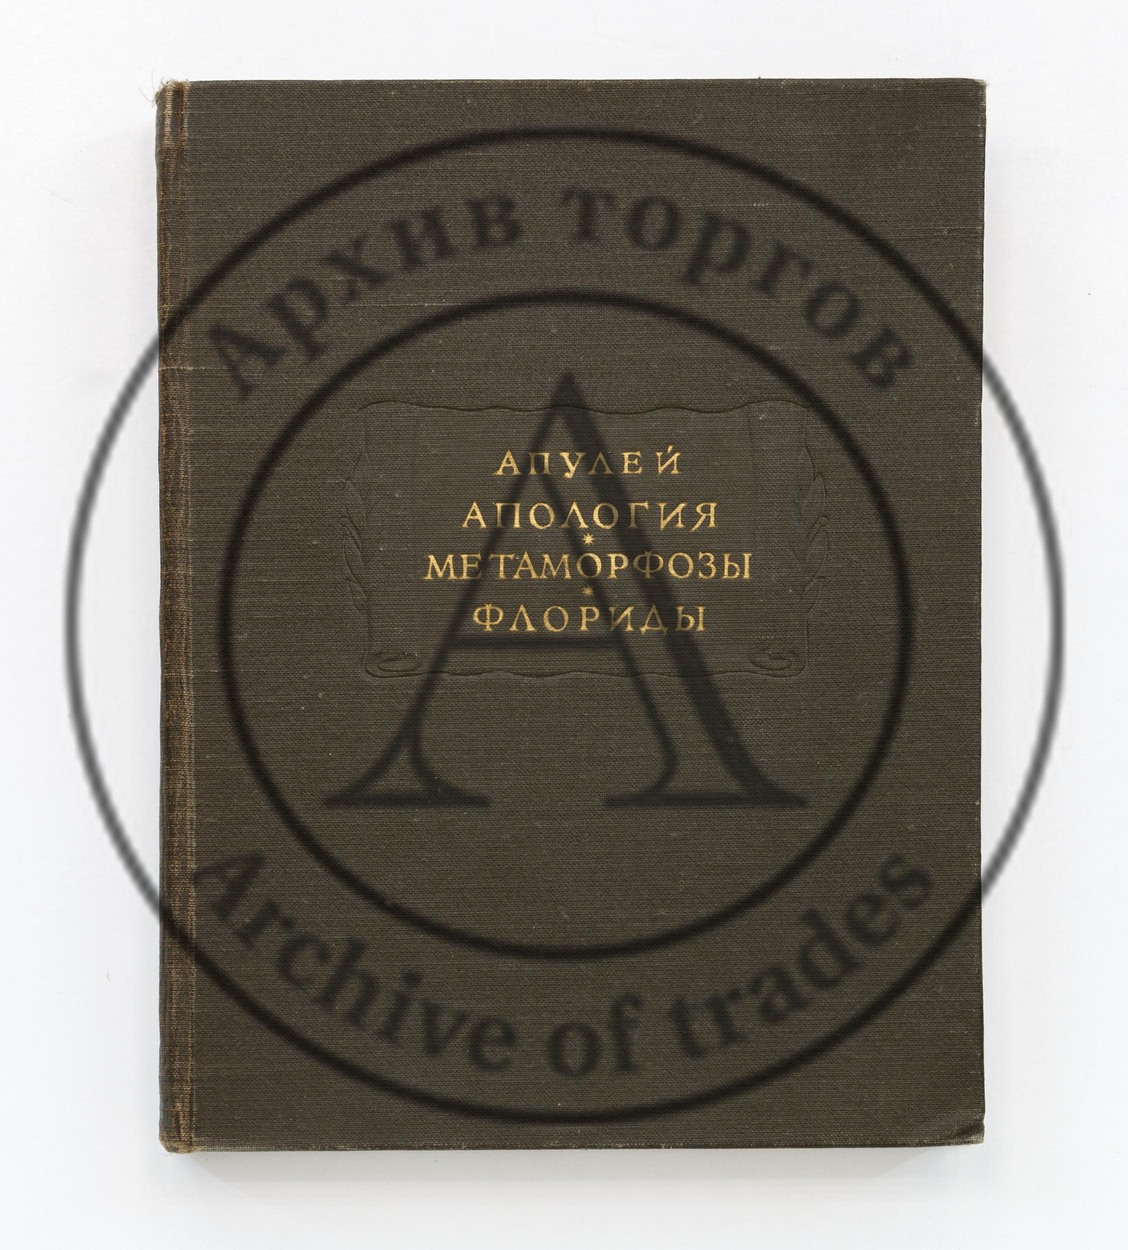 Архив торгов
АПУЛЕЙ
АПОЛОГИЯ
*
МЕТАМОРФОЗЫ
*
ФЛОРИДЫ
А
Archive of trades